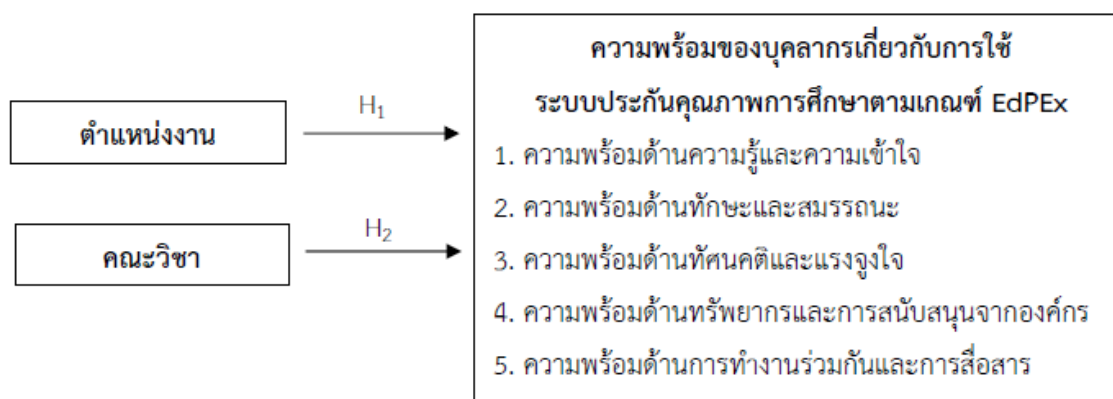 ความพร้อมของบุคลากรเกี่ยวกับการใช้
ระบบประกันคุณภาพการศึกษาตามเกณฑ์ EdPEx
ตำแหน่งงาน
H₁
1. ความพร้อมด้านความรู้และความเข้าใจ
2. ความพร้อมด้านทักษะและสมรรถนะ
คณะวิชา
H₂
3. ความพร้อมด้านทัศนคติและแรงจูงใจ
4. ความพร้อมด้านทรัพยากรและการสนับสนุนจากองค์กร
5. ความพร้อมด้านการทำงานร่วมกันและการสื่อสาร